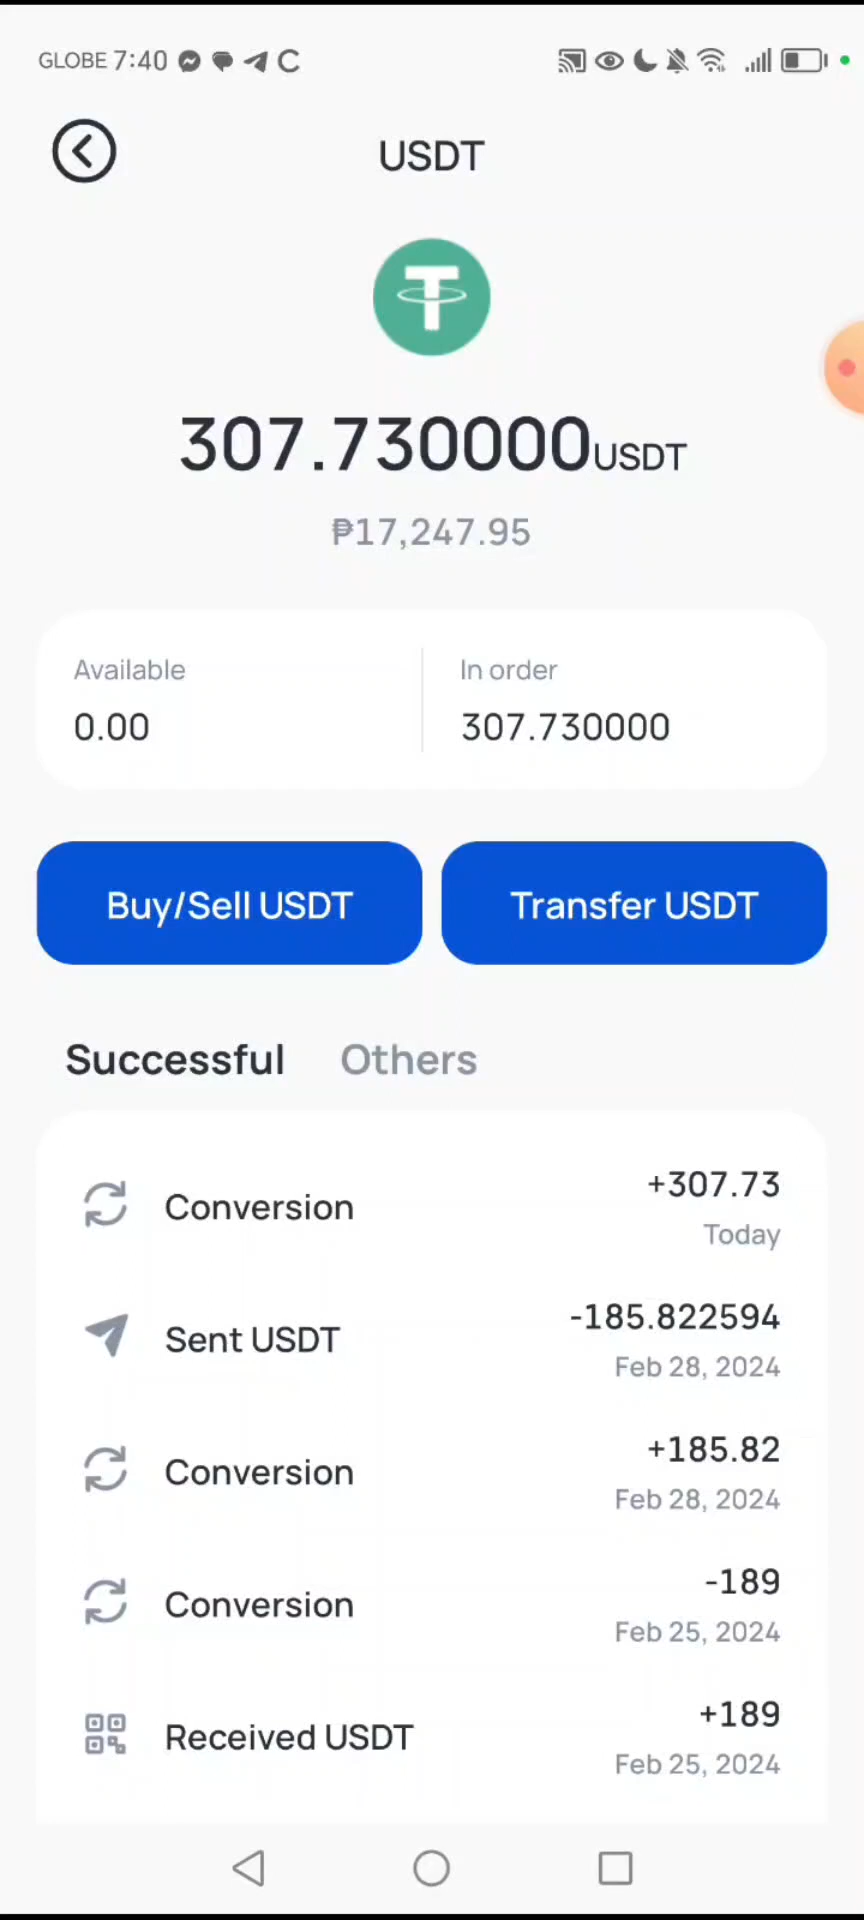 GLOBE 7:40
USDT
307.730000USDT
₱17,247.95
Available
In order
0.00
307.730000
Buy/Sell USDT
Transfer USDT
Successful
Others
Conversion
+307.73
Today
Sent USDT
-185.822594
Feb 28, 2024
Conversion
+185.82
Feb 28, 2024
Conversion
-189
Feb 25, 2024
Received USDT
+189
Feb 25, 2024